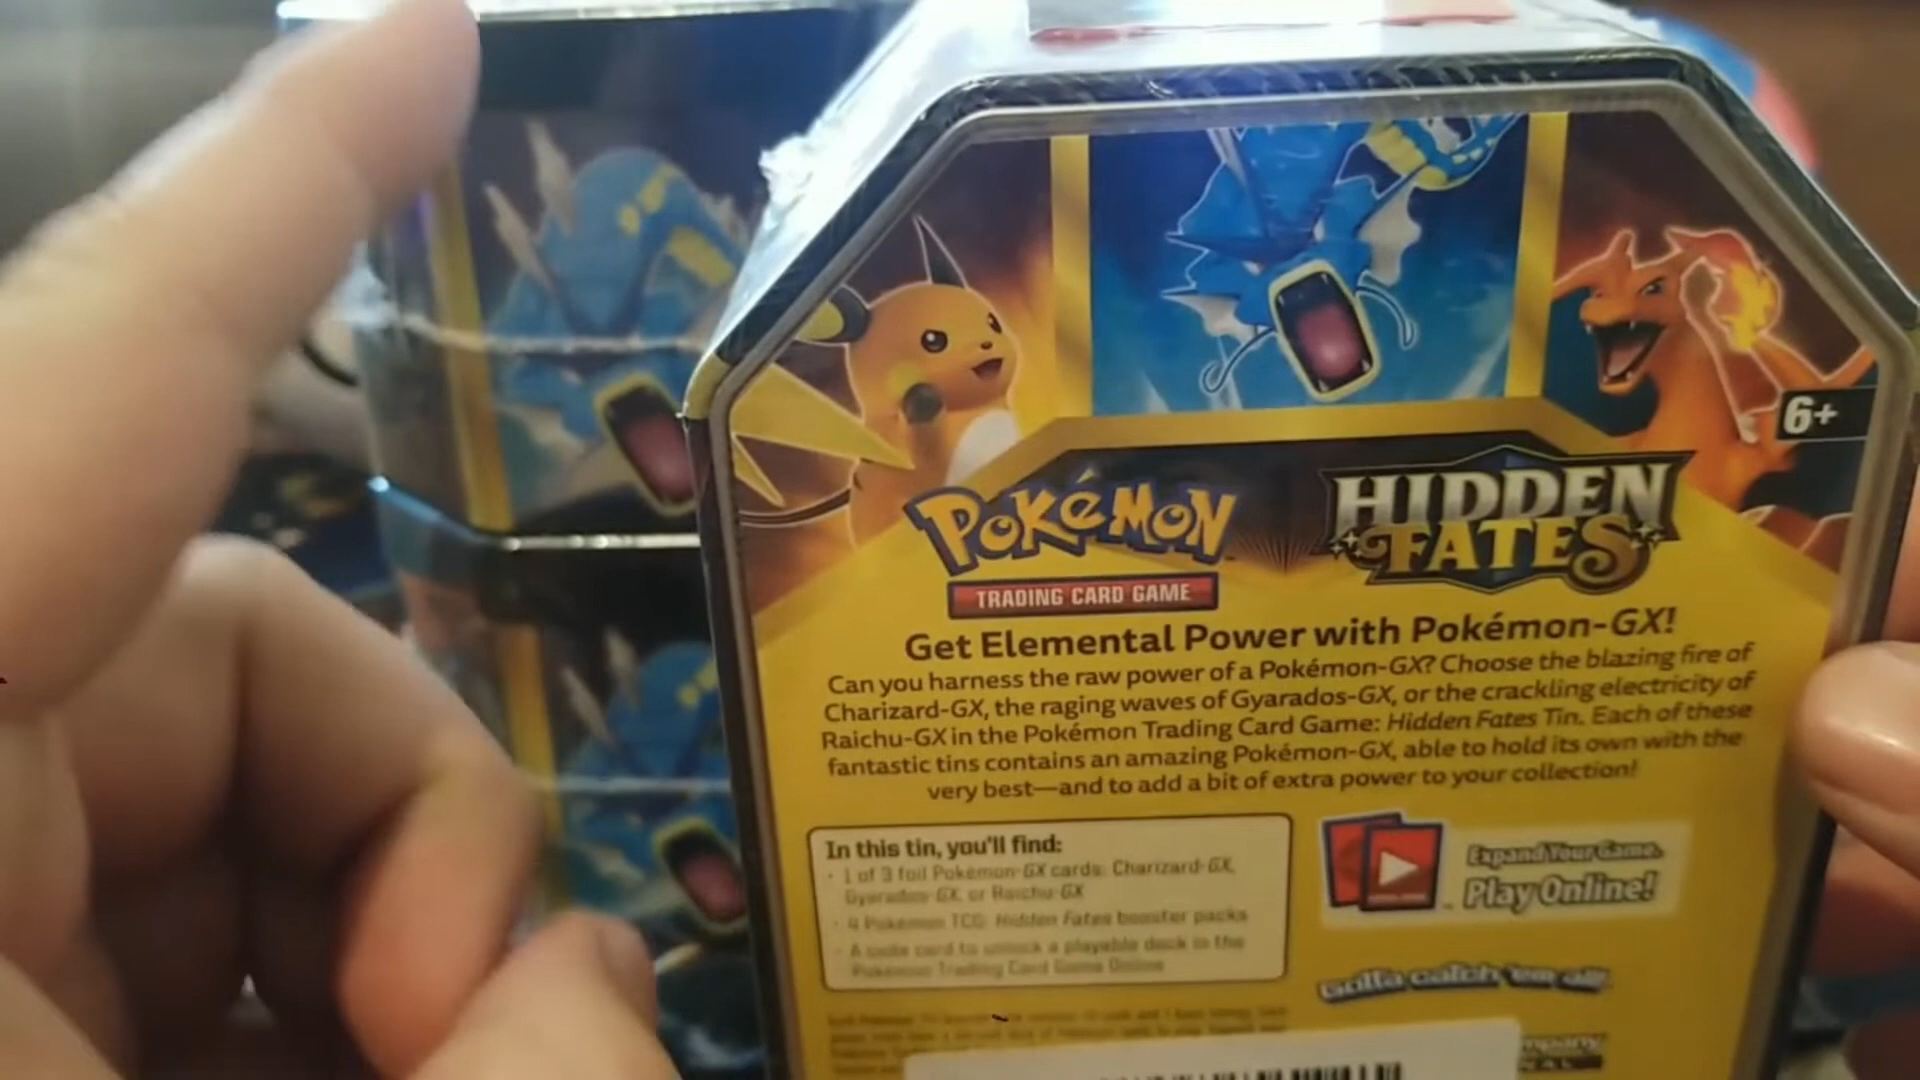 6+
POKéMON
TRADING CARD GAME
HIDDEN
FATES
Get Elemental Power with Pokémon-GX!
Can you harness the raw power of a Pokémon-GX? Choose the blazing fire of
Charizard-GX, the raging waves of Gyarados-GX, or the crackling electricity of
Raichu-GX in the Pokémon Trading Card Game: Hidden Fates Tin. Each of these
fantastic tins contains an amazing Pokémon-GX, able to hold its own with the
very best—and to add a bit of extra power to your collection!
In this tin, you'll find:
· 1 of 3 foil Pokémon-GX cards: Charizard-GX,
Gyarados-GX, or Raichu-GX
· 4 Pokémon TCG: Hidden Fates booster packs
· A code card to unlock a playable deck in the
Pokémon Trading Card Game Online
Expand Your Game.
Play Online!
Gotta catch 'em all!